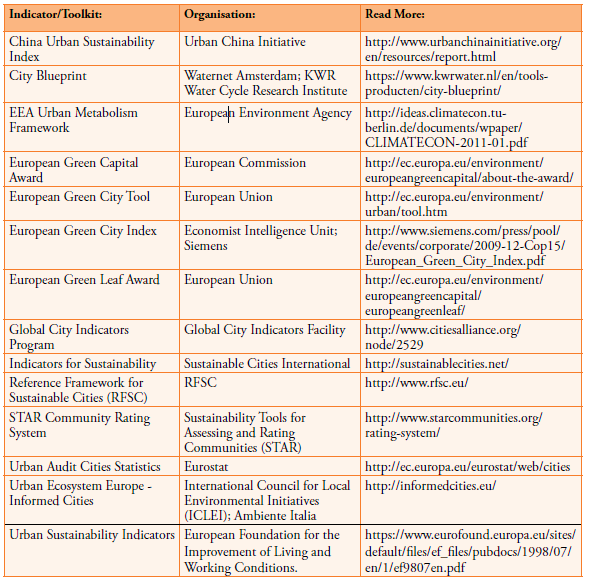 Indicator/Toolkit: Organisation: Read More:
China Urban Sustainability Urban China Initiative http://www.urbanchinainitiative.org/
Index en/resources/report.html
City Blueprint Waternet Amsterdam; KWR https://www.kwrwater.nl/en/tools-
Water Cycle Research Institute producten/city-blueprint/
EEA Urban Metabolism European Environment Agency http://ideas.climatecon.tu-
Framework berlin.de/documents/wpaper/
CLIMATECON-2011-01.pdf
European Green Capital European Commission http://ec.europa.eu/environment/
Award europeangreencapital/about-the-award/
European Green City Tool European Union http://ec.europa.eu/environment/
urban/tool.htm
European Green City Index Economist Intelligence Unit; http://www.siemens.com/press/pool/
Siemens de/events/corporate/2009-12-Cop15/
European_Green_City_Index.pdf
European Green Leaf Award European Union http://ec.europa.eu/environment/
europeangreencapital/
europeangreenleaf/
Global City Indicators Global City Indicators Facility http://www.citiesalliance.org/
Program node/2529
Indicators for Sustainability Sustainable Cities International http://sustainablecities.net/
Reference Framework for RFSC http://www.rfsc.eu/
Sustainable Cities (RFSC)
STAR Community Rating Sustainability Tools for http://www.starcommunities.org/
System Assessing and Rating rating-system/
Communities (STAR)
Urban Audit Cities Statistics Eurostat http://ec.europa.eu/eurostat/web/cities
Urban Ecosystem Europe - International Council for Local http://informedcities.eu/
Informed Cities Environmental Initiatives
(ICLEI); Ambiente Italia
Urban Sustainability Indicators European Foundation for the https://www.eurofound.europa.eu/sites/
Improvement of Living and default/files/ef_files/pubdocs/1998/07/
Working Conditions. en/1/ef9807en.pdf